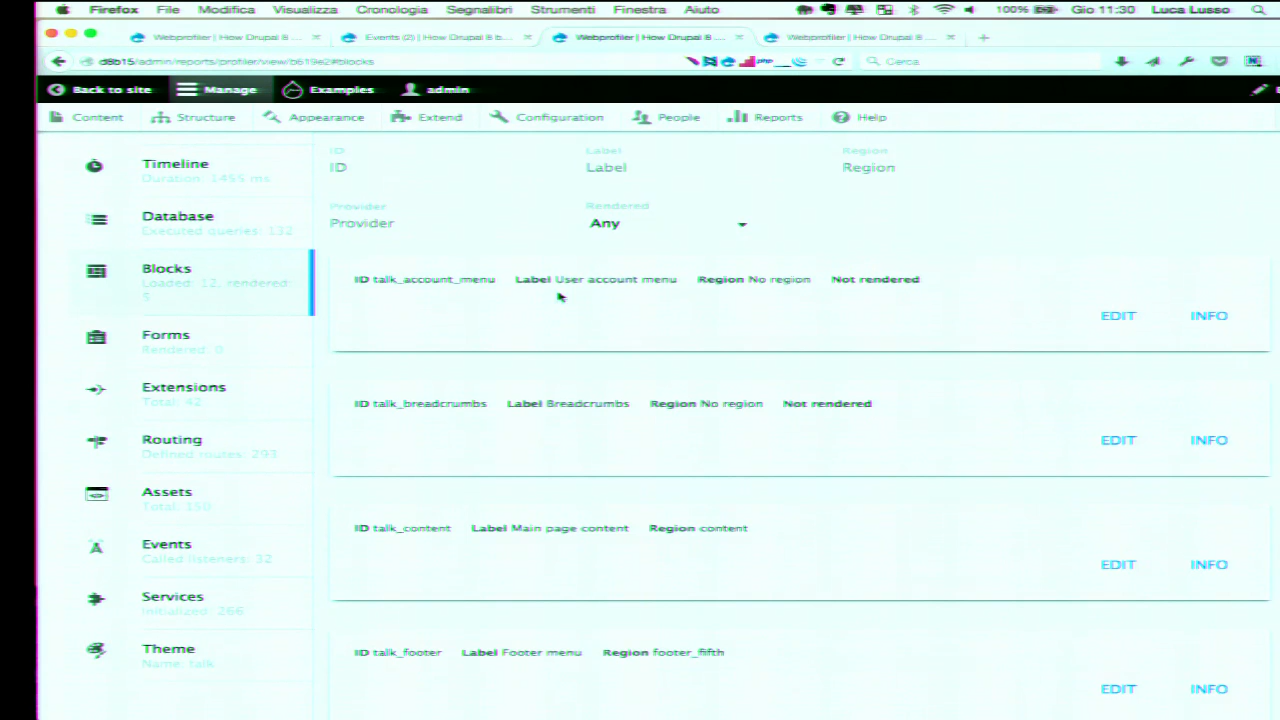 Firefox File Modifica Visualizza Cronologia Segnalibri Strumenti Finestra Aiuto 100% Gio 11:30 Luca Lusso
Webprofiler | How Drupal 8 ... Events (2) | How Drupal 8 b... Webprofiler | How Drupal 8 ... Webprofiler | How Drupal 8 ...
d8b15/admin/reports/profiler/view/b619e2#blocks Cerca
Back to site Manage Examples admin
Content Structure Appearance Extend Configuration People Reports Help
Timeline
Duration: 1455 ms
Database
Executed queries: 132
Blocks
Loaded: 12, rendered: 5
Forms
Rendered: 0
Extensions
Total: 42
Routing
Defined routes: 293
Assets
Total: 150
Events
Called listeners: 32
Services
Initialized: 266
Theme
Name: talk
ID Label Region
ID Label Region
Provider Rendered
Provider Any
ID talk_account_menu Label User account menu Region No region Not rendered
EDIT INFO
ID talk_breadcrumbs Label Breadcrumbs Region No region Not rendered
EDIT INFO
ID talk_content Label Main page content Region content
EDIT INFO
ID talk_footer Label Footer menu Region footer_fifth
EDIT INFO